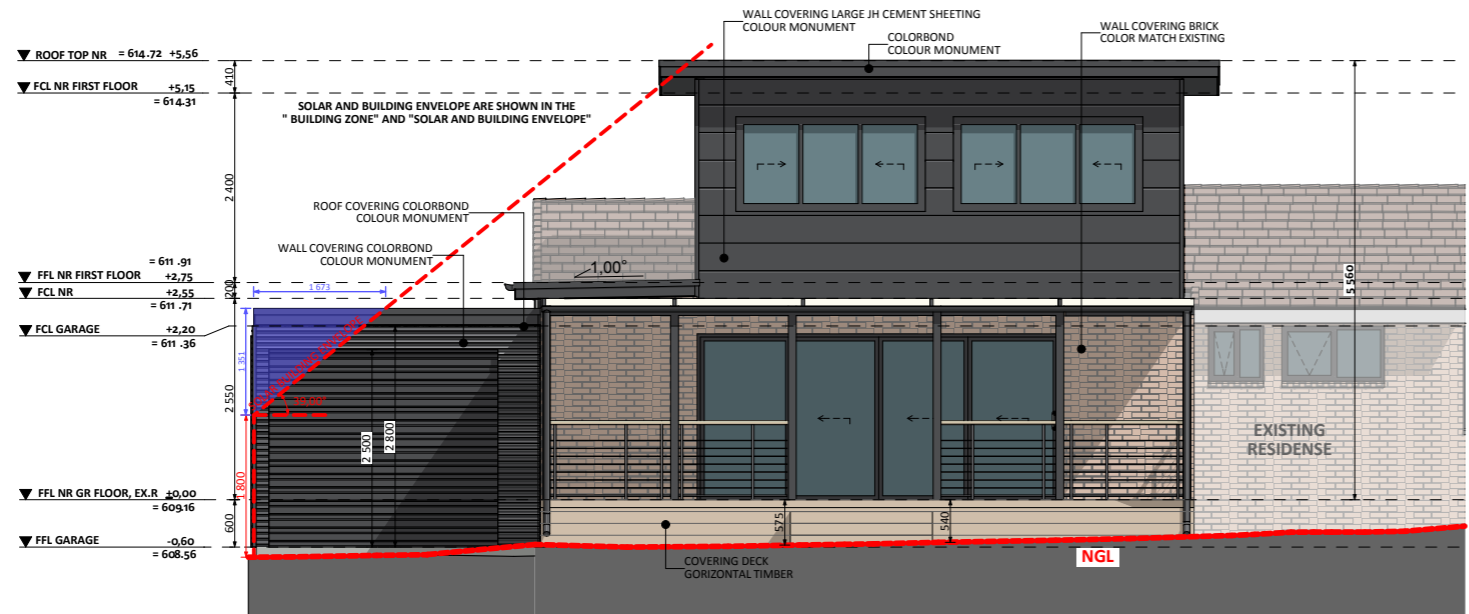 WALL COVERING LARGE JH CEMENT SHEETING
COLOUR MONUMENT
COLORBOND
COLOUR MONUMENT
WALL COVERING BRICK
COLOR MATCH EXISTING
ROOF TOP NR = 614.72 +5,56
410
FCL NR FIRST FLOOR +5,15
= 614.31
SOLAR AND BUILDING ENVELOPE ARE SHOWN IN THE
" BUILDING ZONE" AND "SOLAR AND BUILDING ENVELOPE"
2 400
ROOF COVERING COLORBOND
COLOUR MONUMENT
WALL COVERING COLORBOND
COLOUR MONUMENT
= 611 .91
FFL NR FIRST FLOOR +2,75
200
FCL NR +2,55
= 611 .71
1 673
1,00°
5 560
FCL GARAGE +2,20
= 611 .36
1 351
2 550
30,00°
2 500
2 800
1 800
EXISTING
RESIDENSE
FFL NR GR FLOOR, EX.R ±0,00
= 609.16
600
575
540
FFL GARAGE -0,60
= 608.56
NGL
COVERING DECK
GORIZONTAL TIMBER